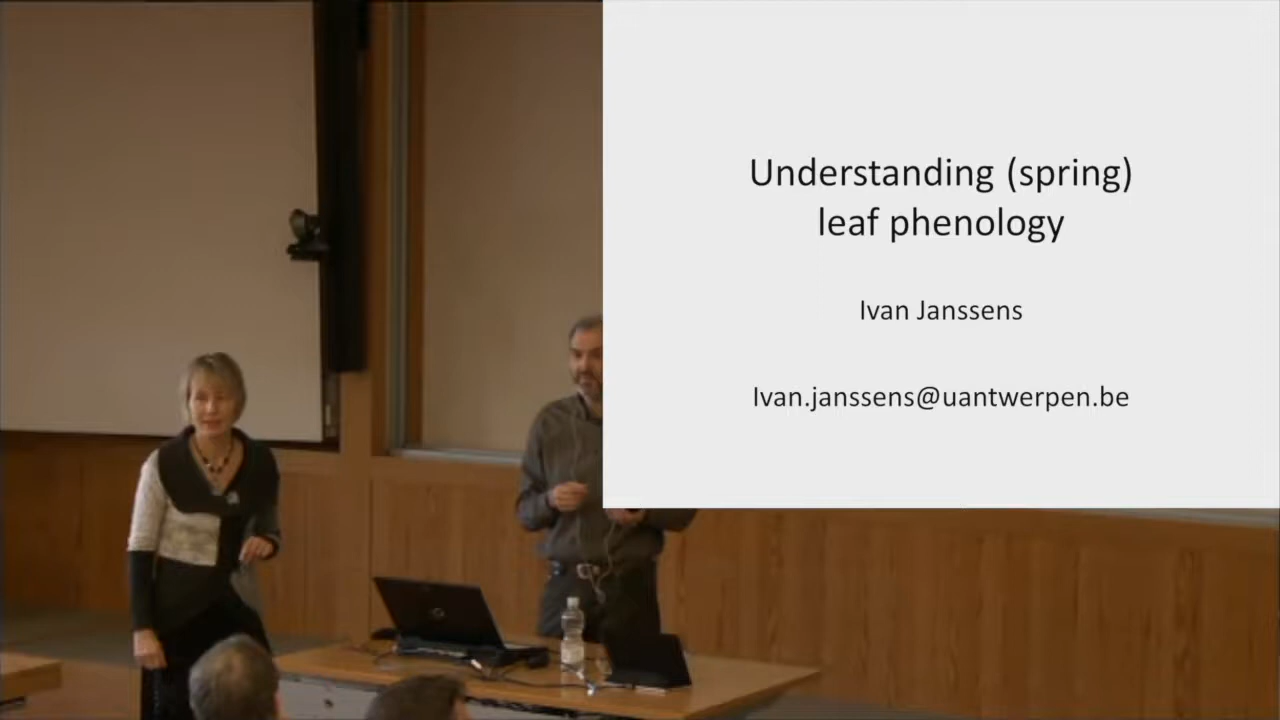 Understanding (spring)
leaf phenology
Ivan Janssens
Ivan.janssens@uantwerpen.be